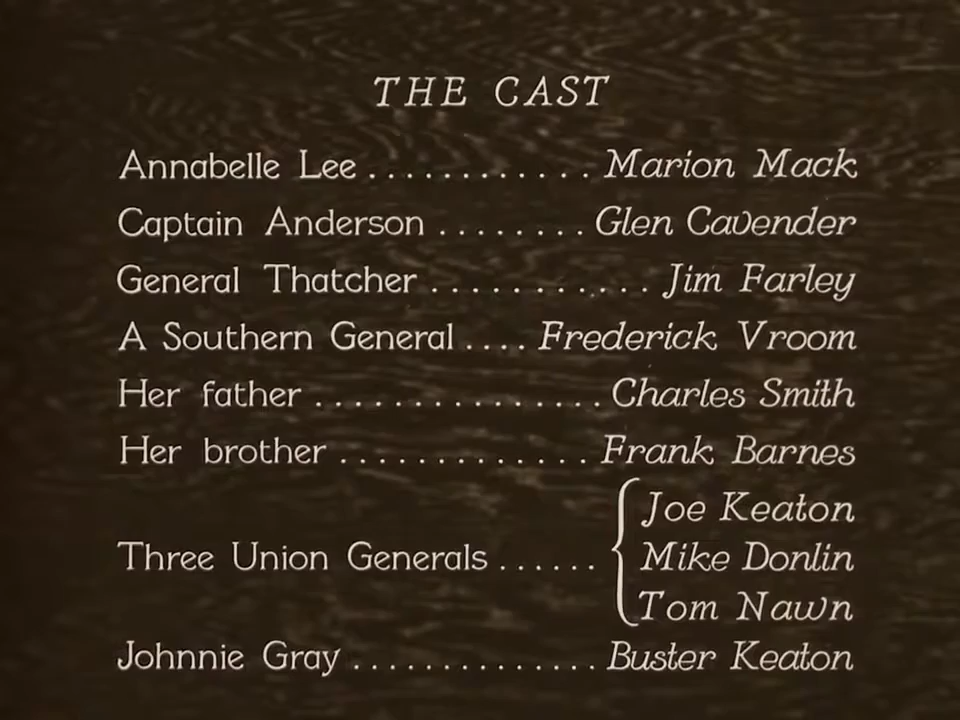 THE CAST
Annabelle Lee . . . . . . . . . . . . Marion Mack
Captain Anderson . . . . . . . . Glen Cavender
General Thatcher . . . . . . . . . . . Jim Farley
A Southern General . . . . Frederick Vroom
Her father . . . . . . . . . . . . . . . . Charles Smith
Her brother . . . . . . . . . . . . . . Frank Barnes
Joe Keaton
Three Union Generals . . . . . . { Mike Donlin
Tom Nawn
Johnnie Gray . . . . . . . . . . . . . . Buster Keaton